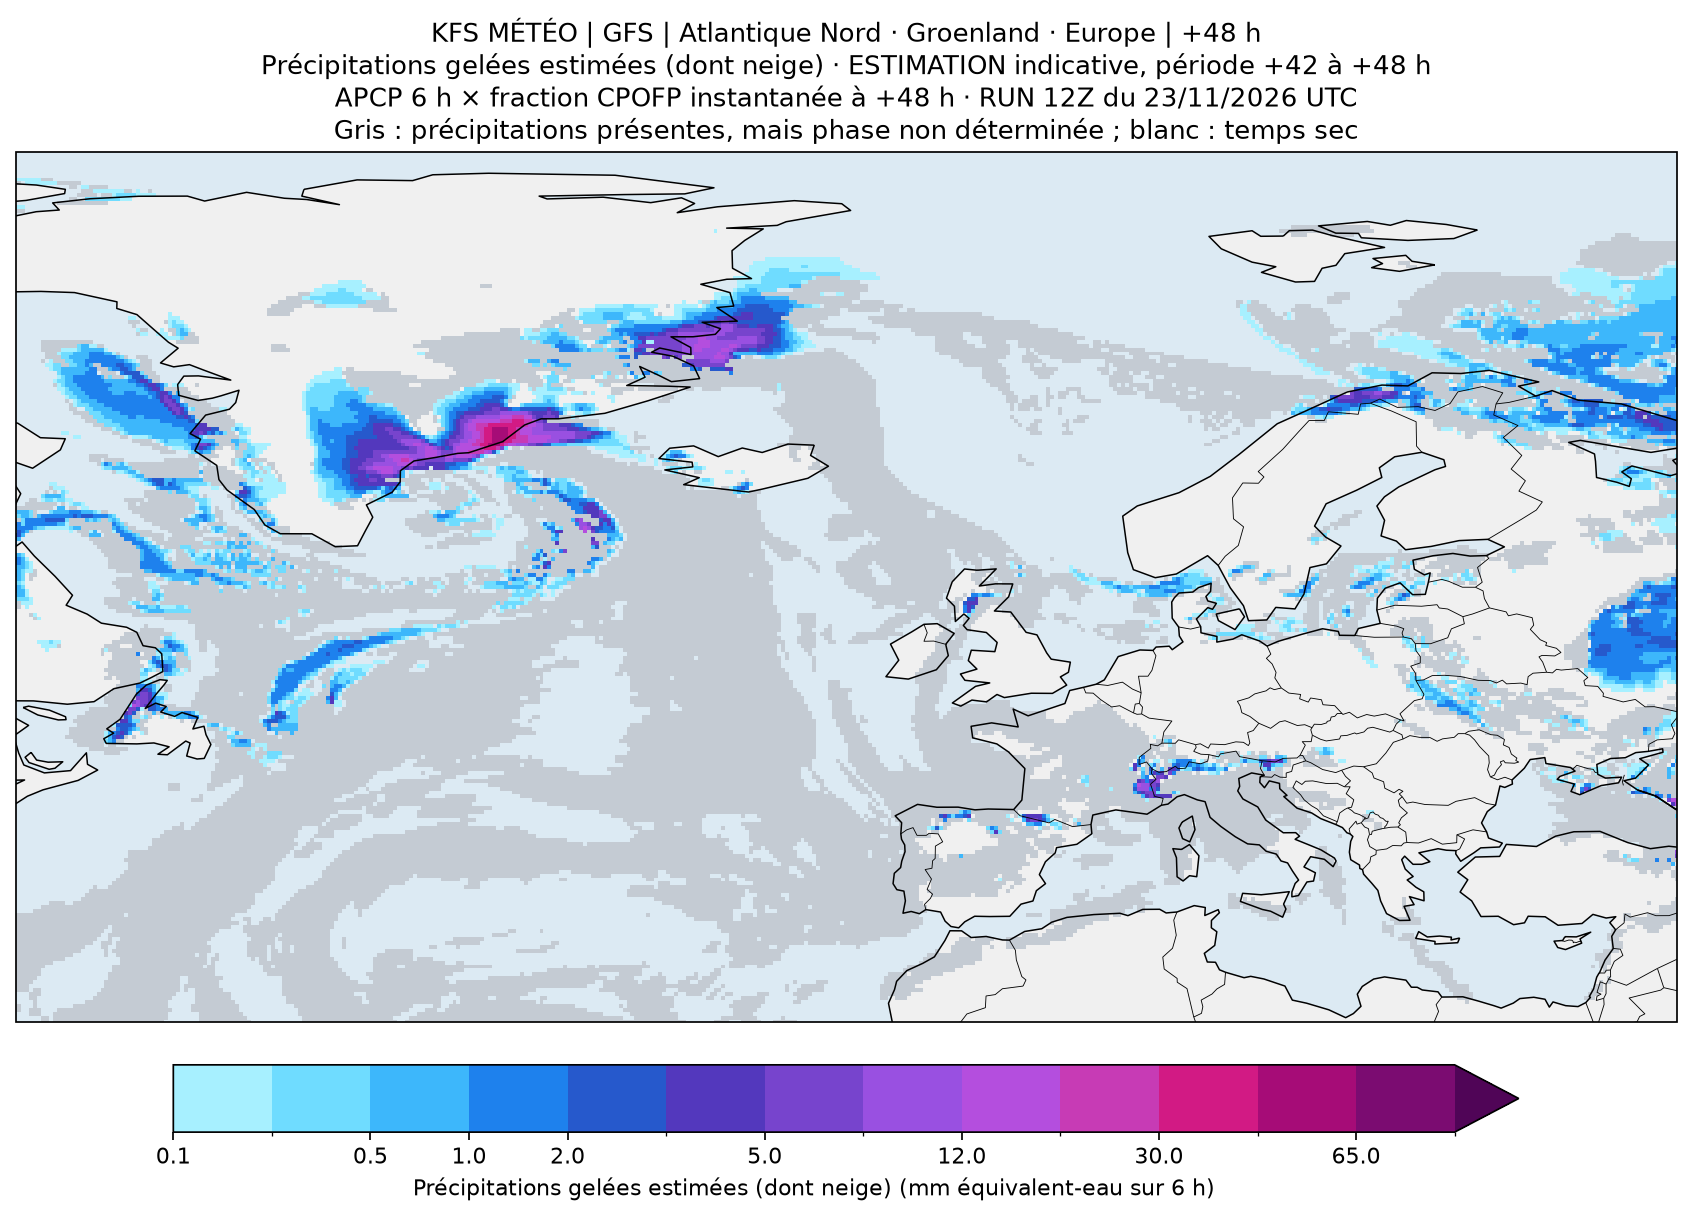 KFS MÉTÉO | GFS | Atlantique Nord · Groenland · Europe | +48 h
Précipitations gelées estimées (dont neige) · ESTIMATION indicative, période +42 à +48 h
APCP 6 h × fraction CPOFP instantanée à +48 h · RUN 12Z du 23/11/2026 UTC
Gris : précipitations présentes, mais phase non déterminée ; blanc : temps sec
0.1 0.5 1.0 2.0 5.0 12.0 30.0 65.0
Précipitations gelées estimées (dont neige) (mm équivalent-eau sur 6 h)